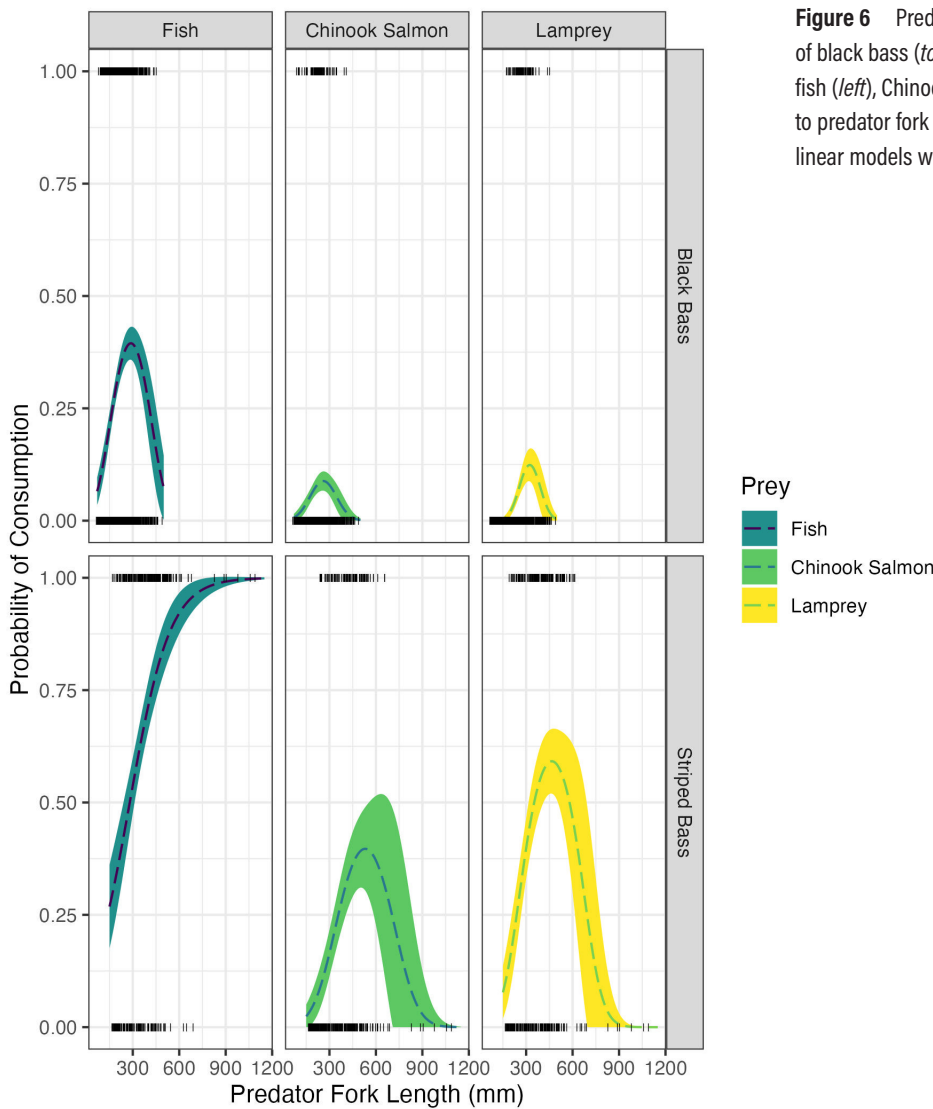 Fish Chinook Salmon Lamprey
Figure 6 Pred
of black bass (to
fish (left), Chinoo
to predator fork
linear models w
1.00
0.75
0.50
0.25
0.00
Black Bass
1.00
0.75
0.50
0.25
0.00
Striped Bass
Probability of Consumption
300 600 900 1200 300 600 900 1200 300 600 900 1200
Predator Fork Length (mm)
Prey
Fish
Chinook Salmon
Lamprey